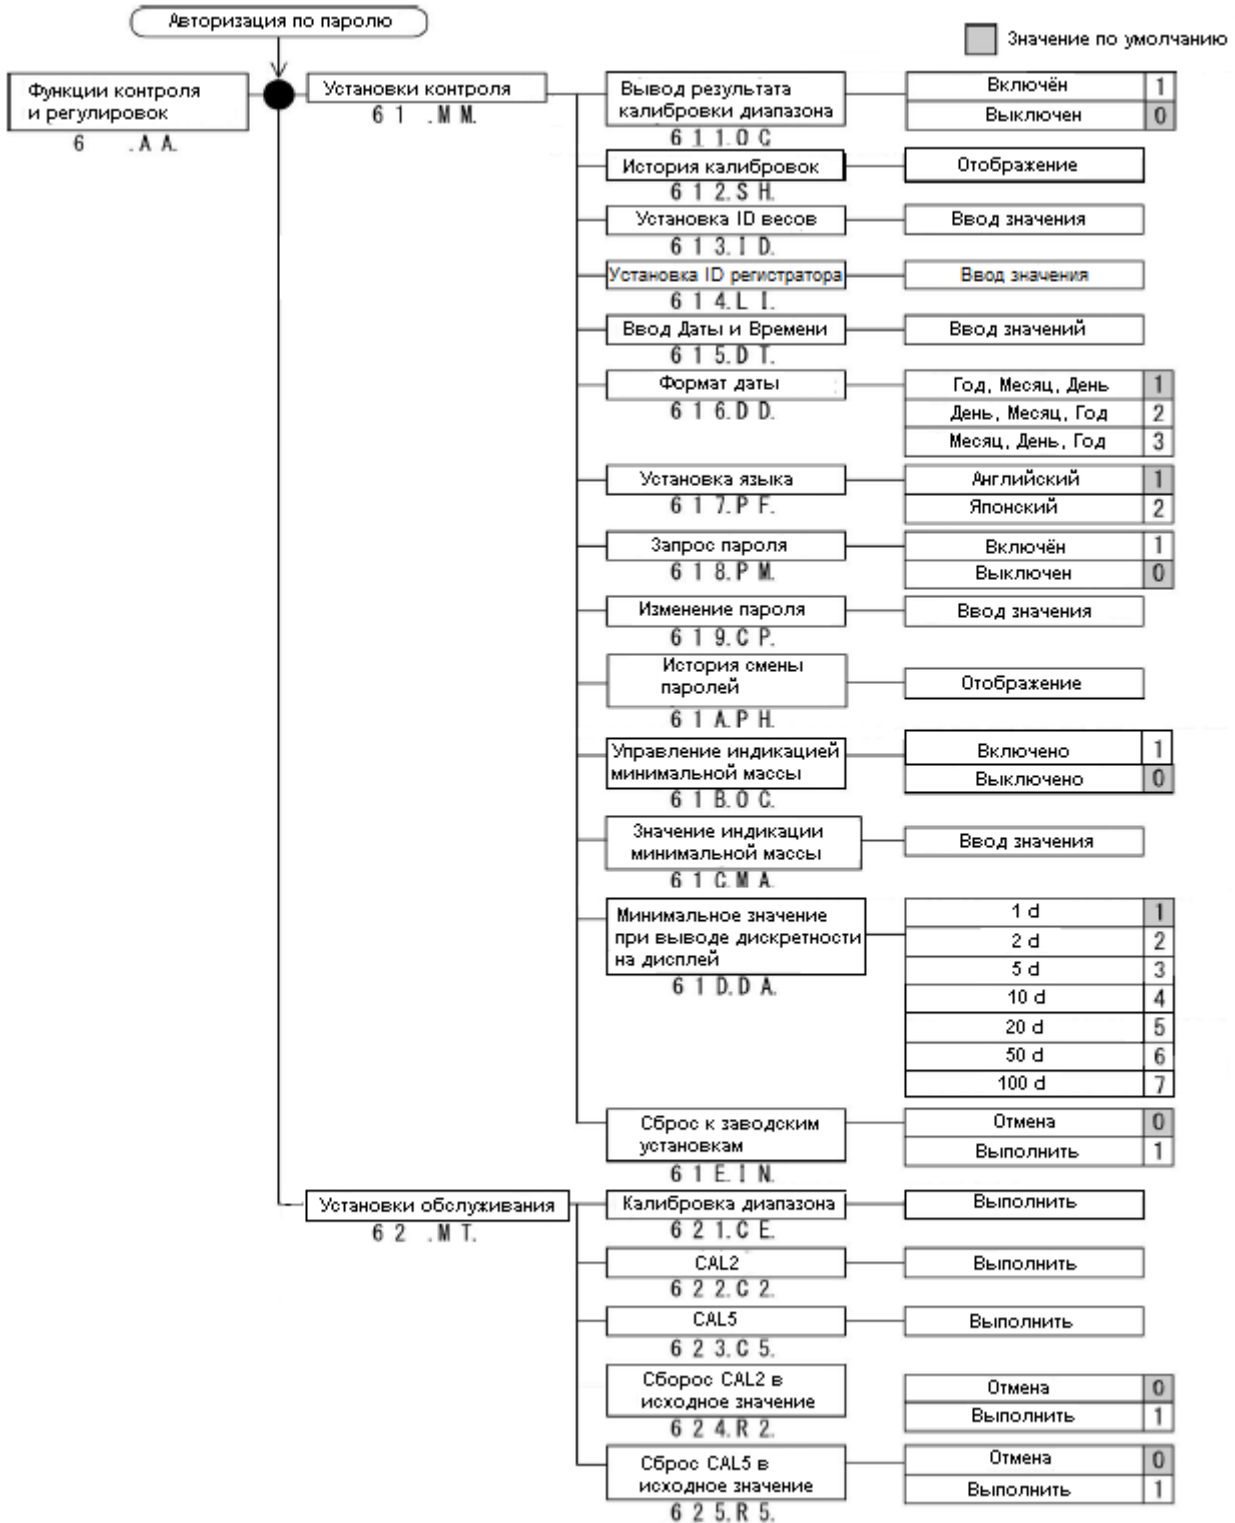 Авторизация по паролю
Значение по умолчанию
Функции контроля
и регулировок
6 .A A.
Установки контроля
6 1 .M M.
Вывод результата
калибровки диапазона
6 1 1.O C
Включён 1
Выключен 0
История калибровок
6 1 2.S H.
Отображение
Установка ID весов
6 1 3.I D.
Ввод значения
Установка ID регистратора
6 1 4.L I.
Ввод значения
Ввод Даты и Времени
6 1 5.D T.
Ввод значений
Формат даты
6 1 6.D D.
Год, Месяц, День 1
День, Месяц, Год 2
Месяц, День, Год 3
Установка языка
6 1 7.P F.
Английский 1
Японский 2
Запрос пароля
6 1 8.P M.
Включён 1
Выключен 0
Изменение пароля
6 1 9.C P.
Ввод значения
История смены
паролей
6 1 A.P H.
Отображение
Управление индикацией
минимальной массы
6 1 B.O C.
Включено 1
Выключено 0
Значение индикации
минимальной массы
6 1 C.M A.
Ввод значения
Минимальное значение
при выводе дискретности
на дисплей
6 1 D.D A.
1 d 1
2 d 2
5 d 3
10 d 4
20 d 5
50 d 6
100 d 7
Сброс к заводским
установкам
6 1 E.I N.
Отмена 0
Выполнить 1
Установки обслуживания
6 2 .M T.
Калибровка диапазона
6 2 1.C E.
Выполнить
CAL2
6 2 2.C 2.
Выполнить
CAL5
6 2 3.C 5.
Выполнить
Сборос CAL2 в
исходное значение
6 2 4.R 2.
Отмена 0
Выполнить 1
Сброс CAL5 в
исходное значение
6 2 5.R 5.
Отмена 0
Выполнить 1